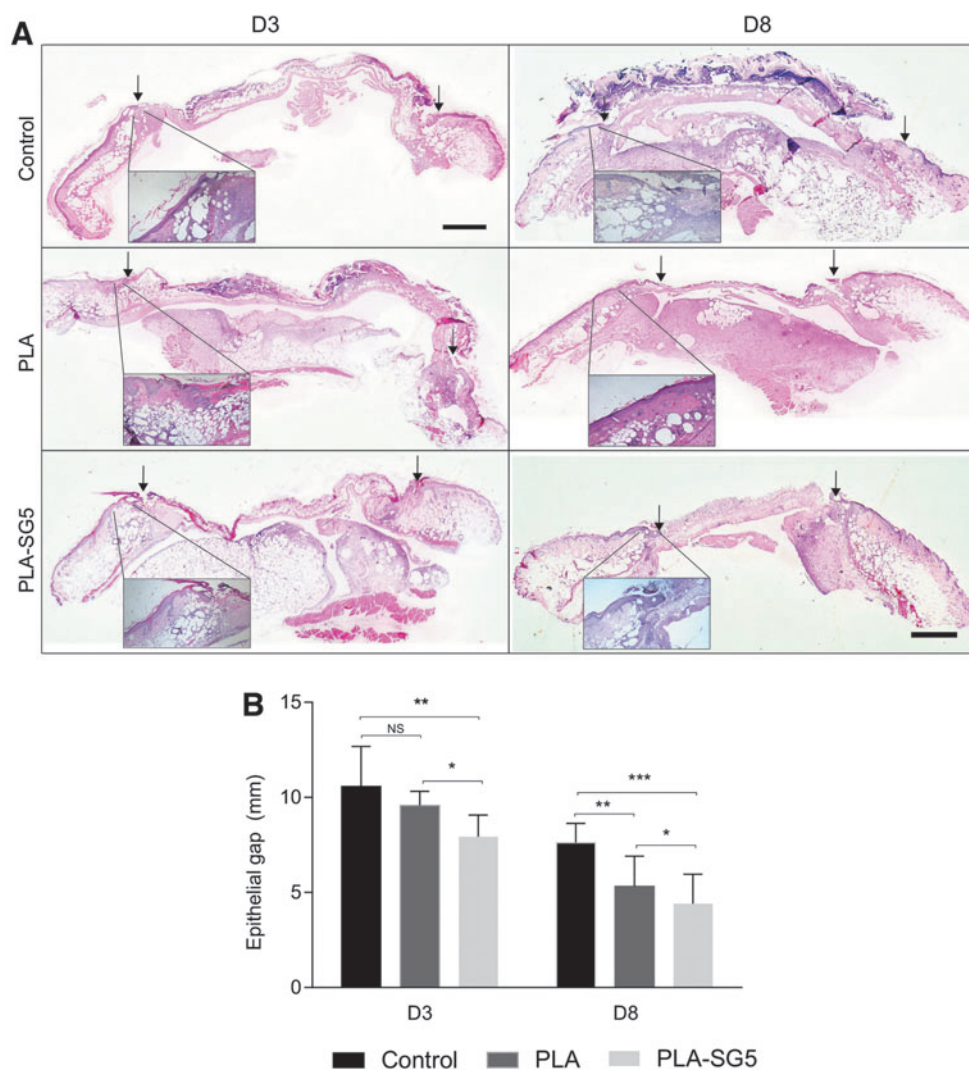 D3
D8
A
Control
PLA
PLA-SG5
B
Epithelial gap (mm)
15
10
5
0
**
NS
*
***
**
*
D3
D8
Control
PLA
PLA-SG5